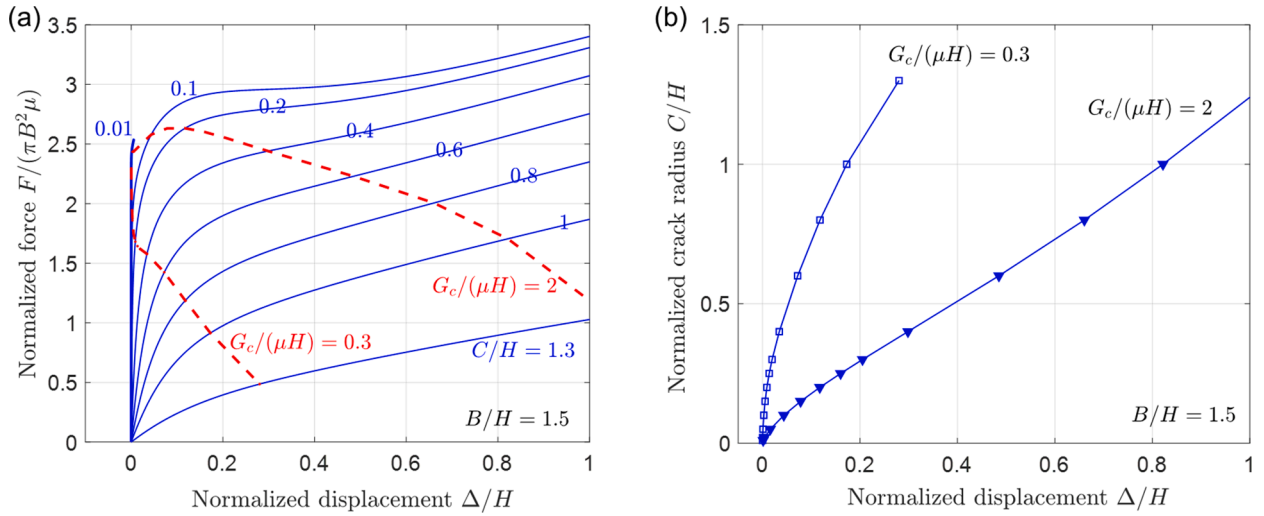 (a)
Normalized force F/(πB²μ)
3.5
3
2.5
2
1.5
1
0.5
0
0.01
0.1
0.2
0.4
0.6
0.8
1
G_c/(μH) = 2
G_c/(μH) = 0.3
C/H = 1.3
B/H = 1.5
0 0.2 0.4 0.6 0.8 1
Normalized displacement Δ/H
(b)
Normalized crack radius C/H
1.5
1
0.5
0
G_c/(μH) = 0.3
G_c/(μH) = 2
B/H = 1.5
0 0.2 0.4 0.6 0.8 1
Normalized displacement Δ/H